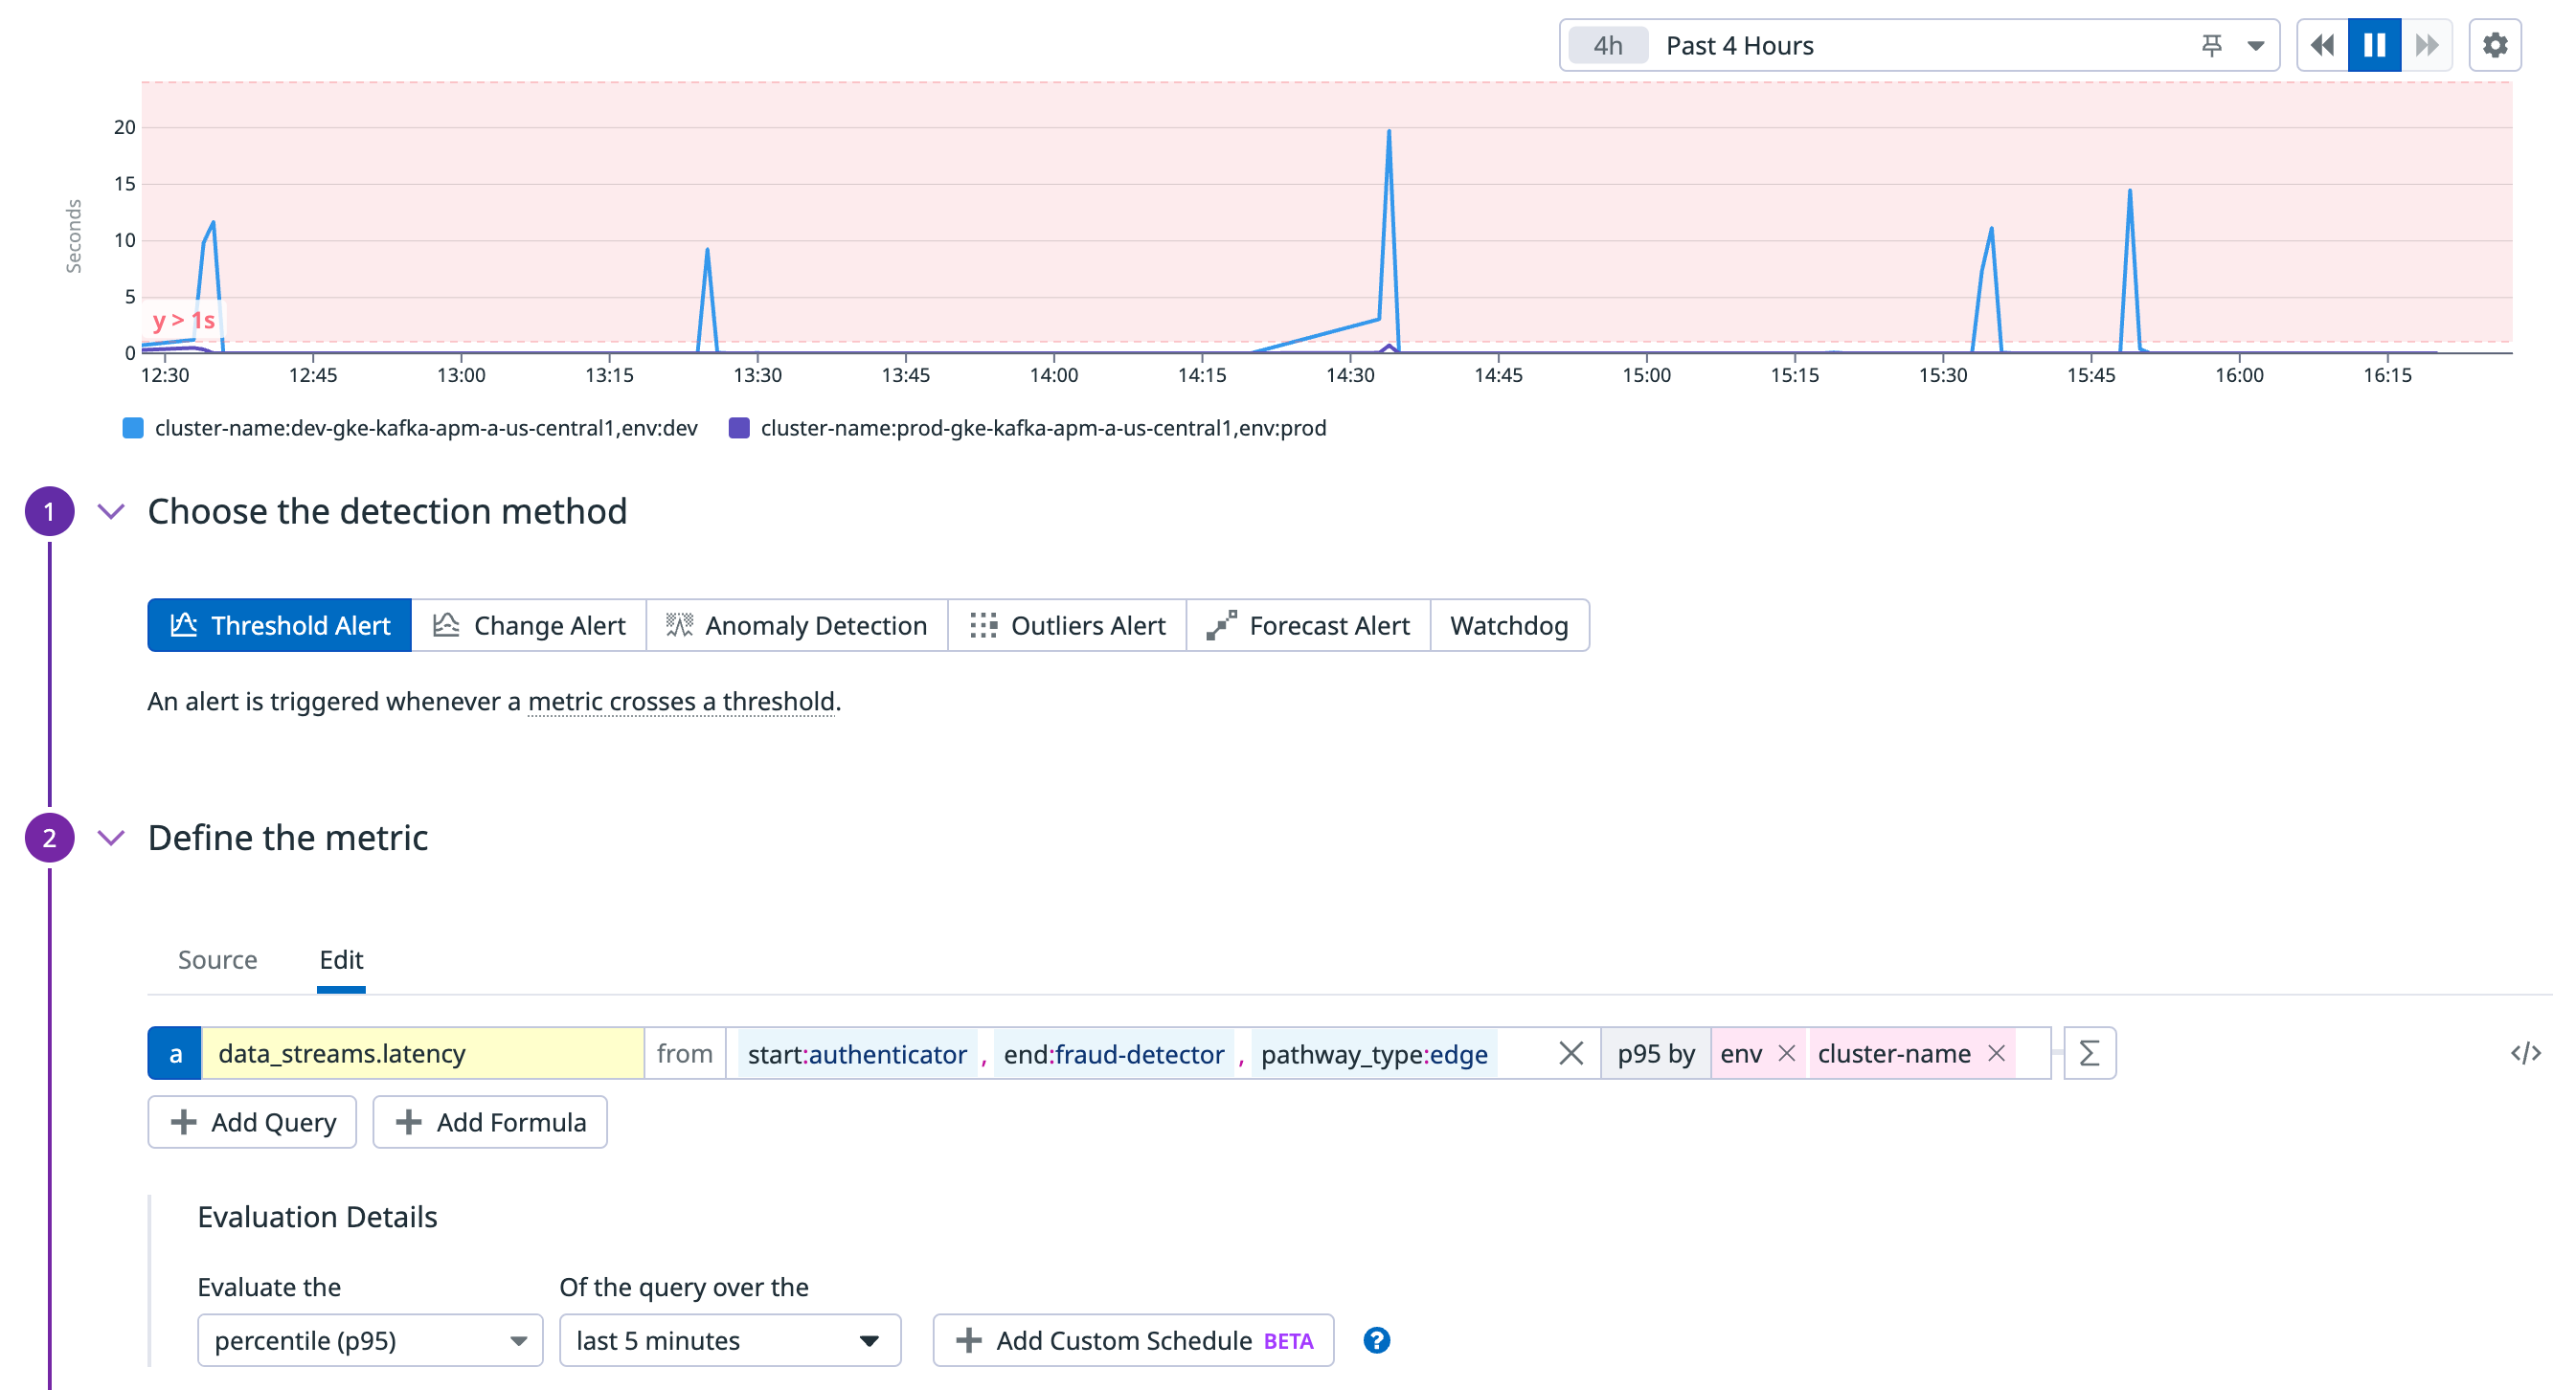 4h Past 4 Hours
20
15
10
5
0
Seconds
y > 1s
12:30 12:45 13:00 13:15 13:30 13:45 14:00 14:15 14:30 14:45 15:00 15:15 15:30 15:45 16:00 16:15
cluster-name:dev-gke-kafka-apm-a-us-central1,env:dev cluster-name:prod-gke-kafka-apm-a-us-central1,env:prod
1 Choose the detection method
Threshold Alert Change Alert Anomaly Detection Outliers Alert Forecast Alert Watchdog
An alert is triggered whenever a metric crosses a threshold.
2 Define the metric
Source Edit
a data_streams.latency from start:authenticator , end:fraud-detector , pathway_type:edge p95 by env cluster-name Σ </>
Add Query Add Formula
Evaluation Details
Evaluate the Of the query over the
percentile (p95) last 5 minutes Add Custom Schedule BETA ?